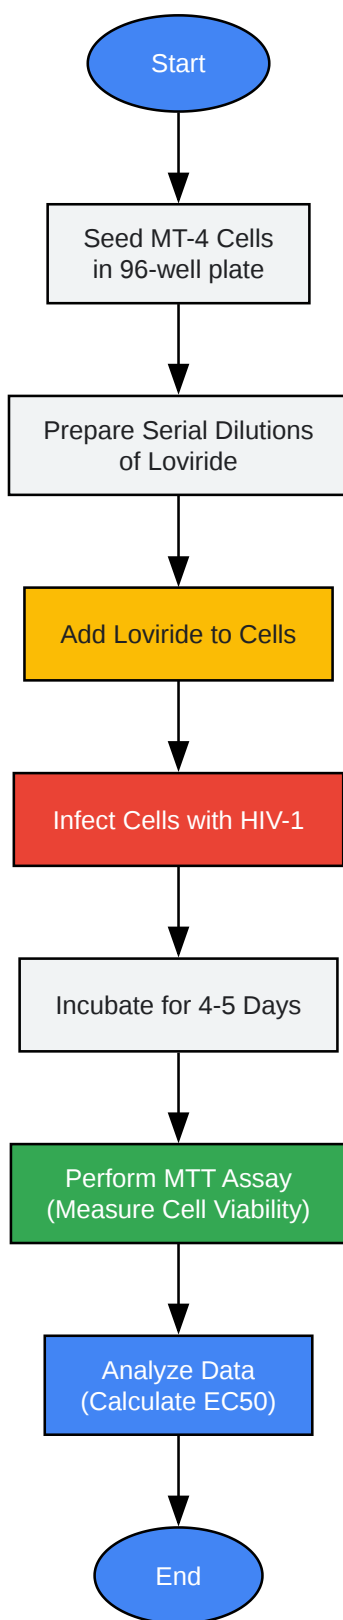 Start
Seed MT-4 Cells
in 96-well plate
Prepare Serial Dilutions
of Loviride
Add Loviride to Cells
Infect Cells with HIV-1
Incubate for 4-5 Days
Perform MTT Assay
(Measure Cell Viability)
Analyze Data
(Calculate EC50)
End